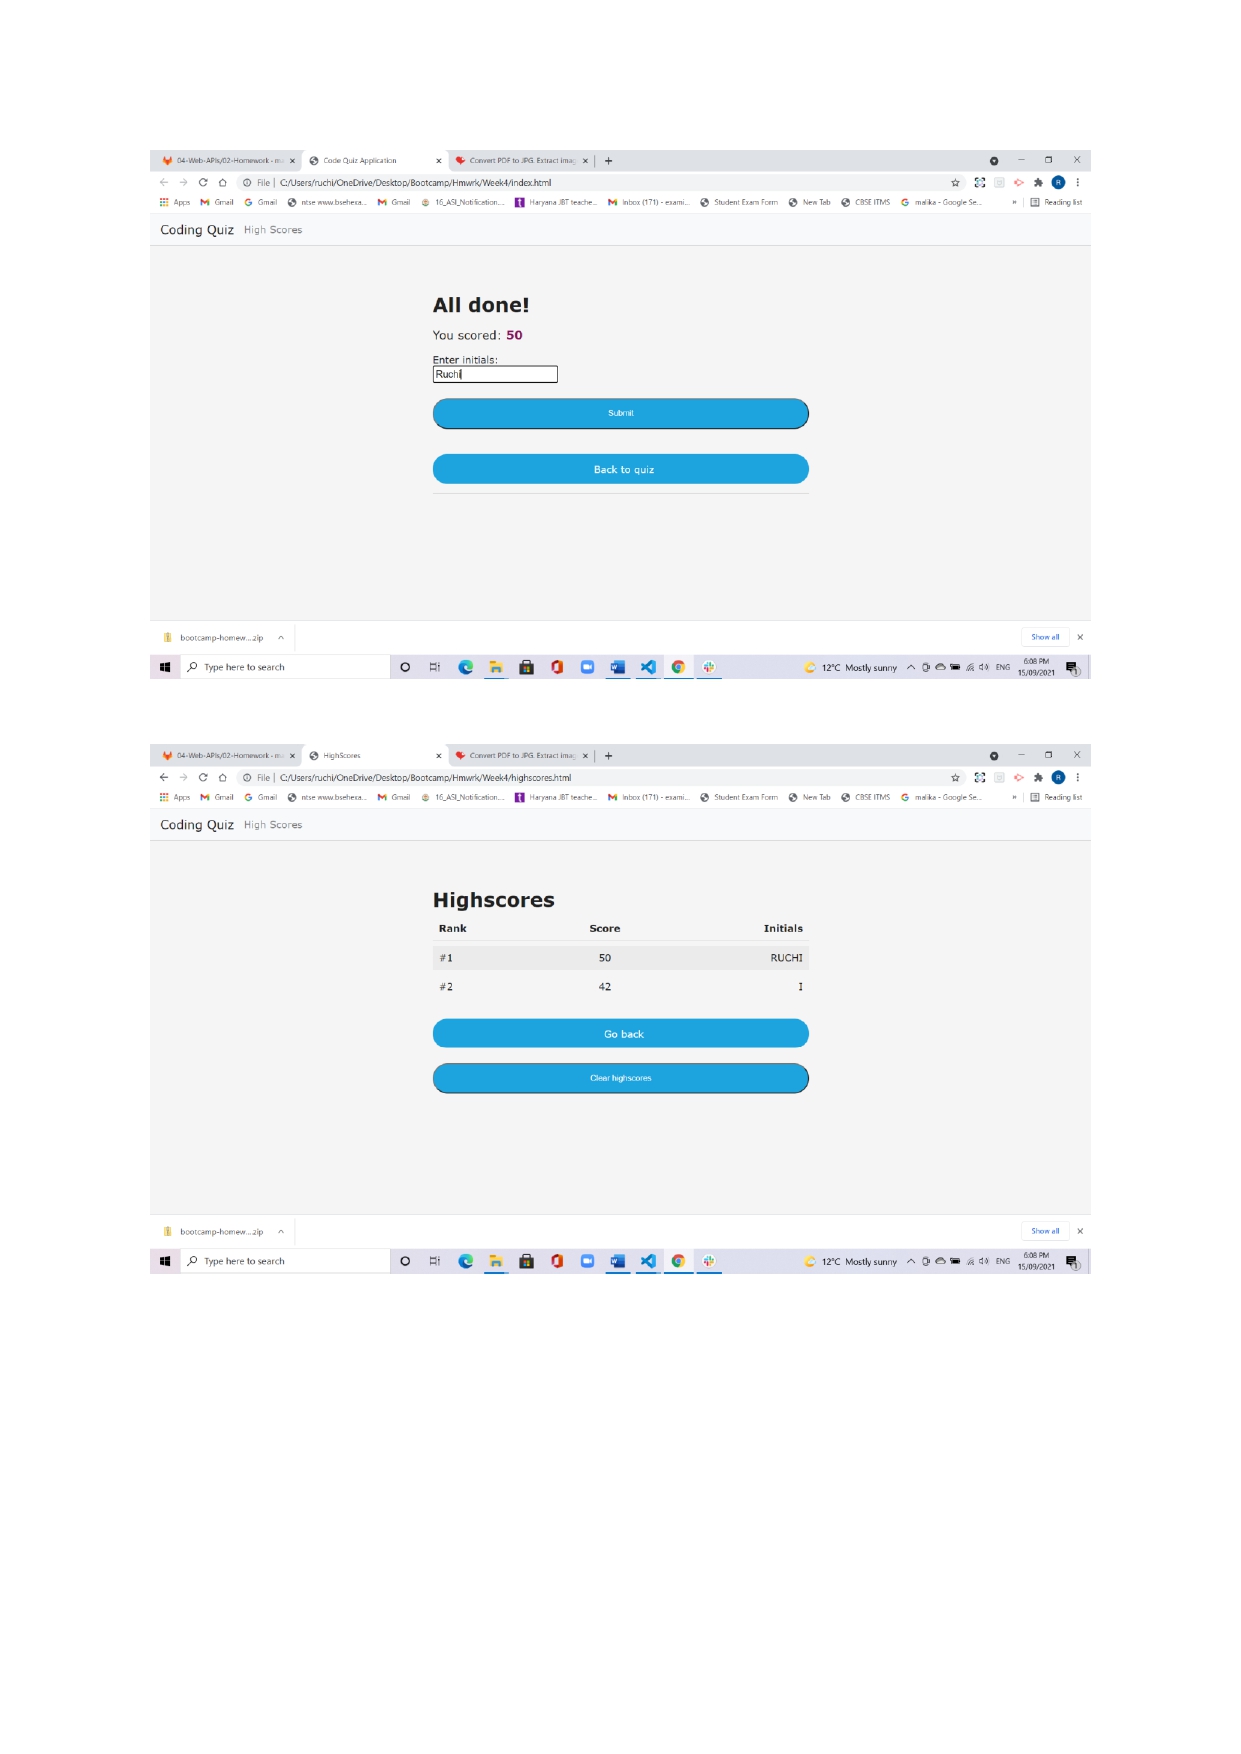 04-Web-APIs/02-Homework - ma
Code Quiz Application
Convert PDF to JPG. Extract imag
File | C:/Users/ruchi/OneDrive/Desktop/Bootcamp/Hmwrk/Week4/index.html
R
Apps Gmail Gmail ntse www.bsehexa... Gmail 16_ASI_Notification.... Haryana JBT teache... Inbox (171) - exami... Student Exam Form New Tab CBSE ITMS malika - Google Se... » Reading list
Coding Quiz High Scores
All done!
You scored: 50
Enter initials:
Ruchi
Submit
Back to quiz
bootcamp-homew....zip
Show all
Type here to search
12°C Mostly sunny
ENG
6:08 PM
15/09/2021
1
04-Web-APIs/02-Homework - ma
HighScores
Convert PDF to JPG. Extract imag
File | C:/Users/ruchi/OneDrive/Desktop/Bootcamp/Hmwrk/Week4/highscores.html
R
Apps Gmail Gmail ntse www.bsehexa... Gmail 16_ASI_Notification.... Haryana JBT teache... Inbox (171) - exami... Student Exam Form New Tab CBSE ITMS malika - Google Se... » Reading list
Coding Quiz High Scores
Highscores
Rank Score Initials
#1 50 RUCHI
#2 42 I
Go back
Clear highscores
bootcamp-homew....zip
Show all
Type here to search
12°C Mostly sunny
ENG
6:08 PM
15/09/2021
1